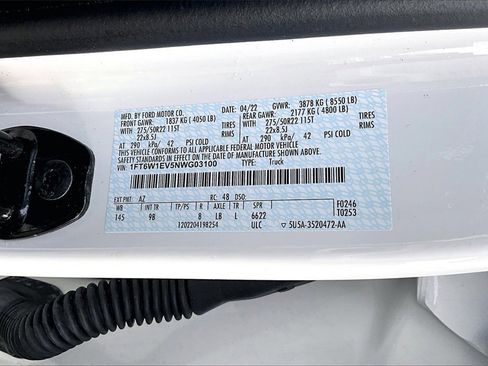 MFD. BY FORD MOTOR CO.
DATE: 04/22 GVWR: 3878 KG ( 8550 LB)
FRONT GAWR: 1837 KG ( 4050 LB) REAR GAWR: 2177 KG ( 4800 LB)
WITH WITH
275/50R22 115T TIRES 275/50R22 115T TIRES
22x8.5J RIMS 22x8.5J RIMS
AT 290 kPa/ 42 PSI COLD AT 290 kPa/ 42 PSI COLD
THIS VEHICLE CONFORMS TO ALL APPLICABLE FEDERAL MOTOR VEHICLE
SAFETY STANDARDS IN EFFECT ON THE DATE OF MANUFACTURE SHOWN ABOVE.
VIN: 1FT6W1EV5NWG03100
TYPE: Truck
EXT PNT: AZ RC: 48 DSO: F0246
WB INT TR TP/PS R AXLE TR SPR T0253
145 9B 8 LB L 6622
1202204198254 ULC 5U5A-3520472-AA